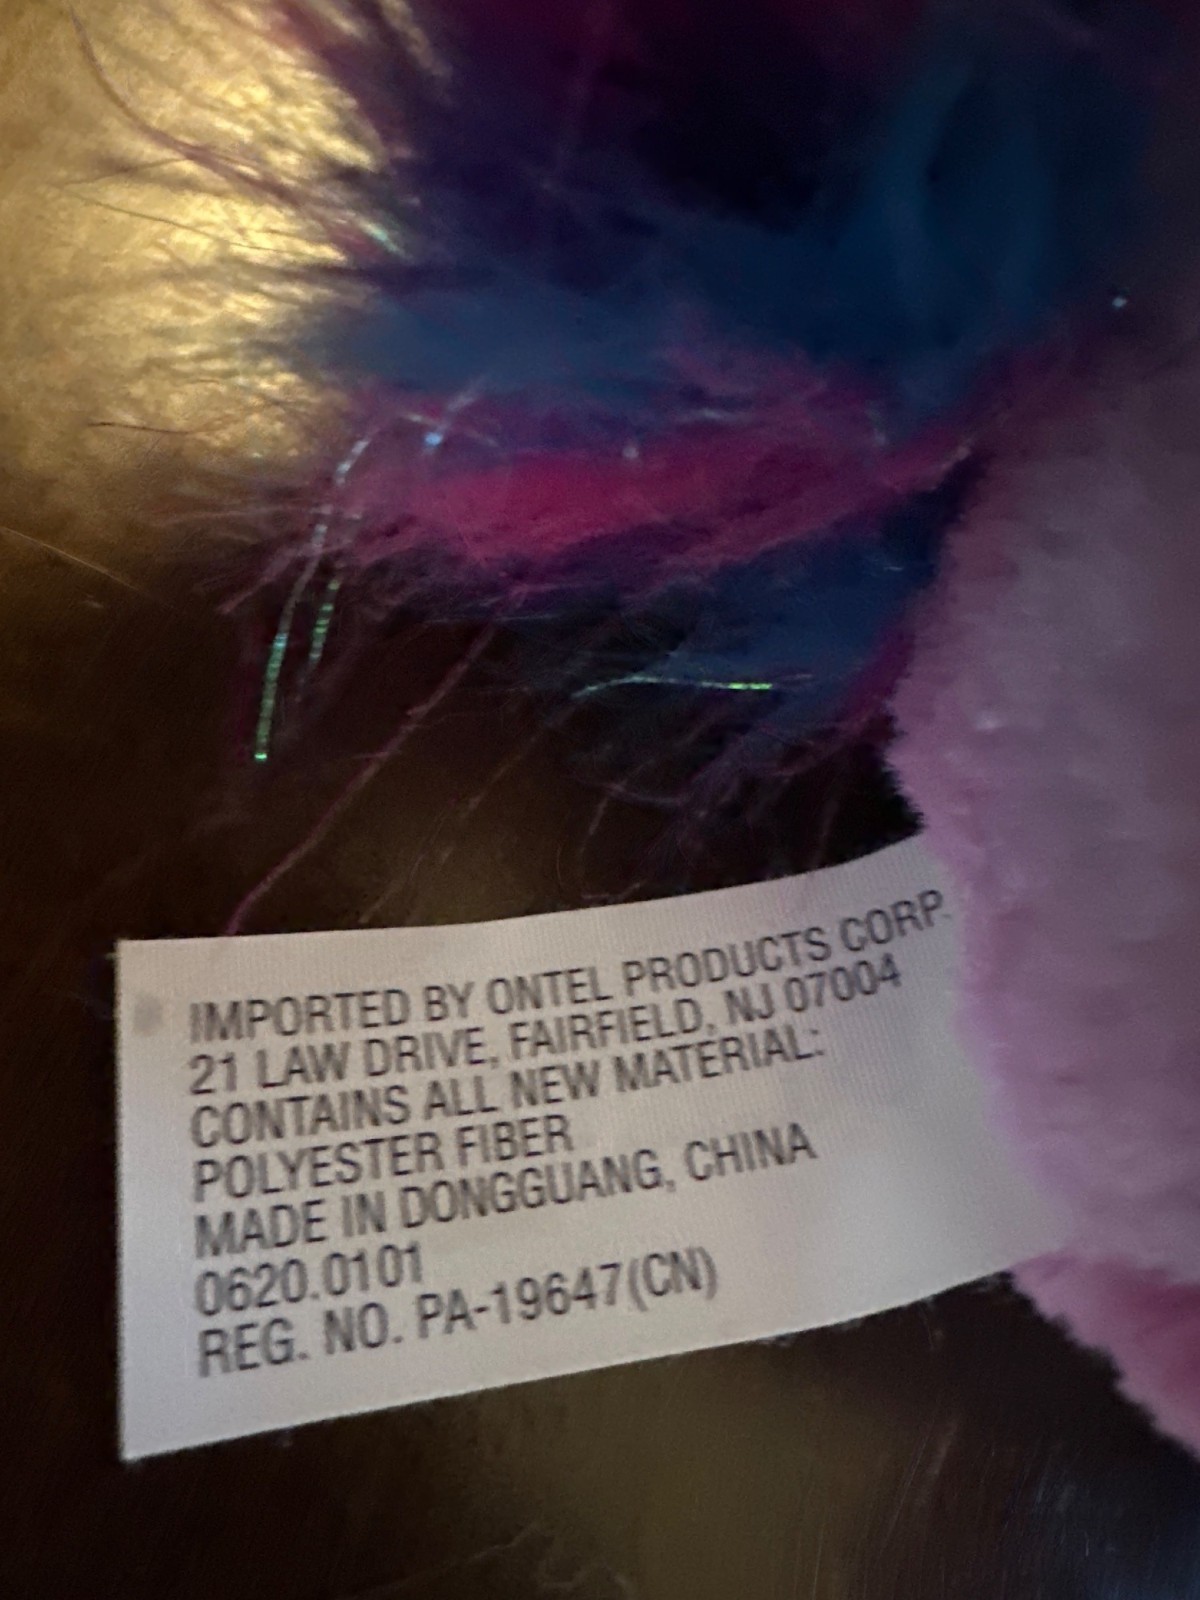 IMPORTED BY ONTEL PRODUCTS CORP.
21 LAW DRIVE, FAIRFIELD, NJ 07004
CONTAINS ALL NEW MATERIAL:
POLYESTER FIBER
MADE IN DONGGUANG, CHINA
0620.0101
REG. NO. PA-19647(CN)